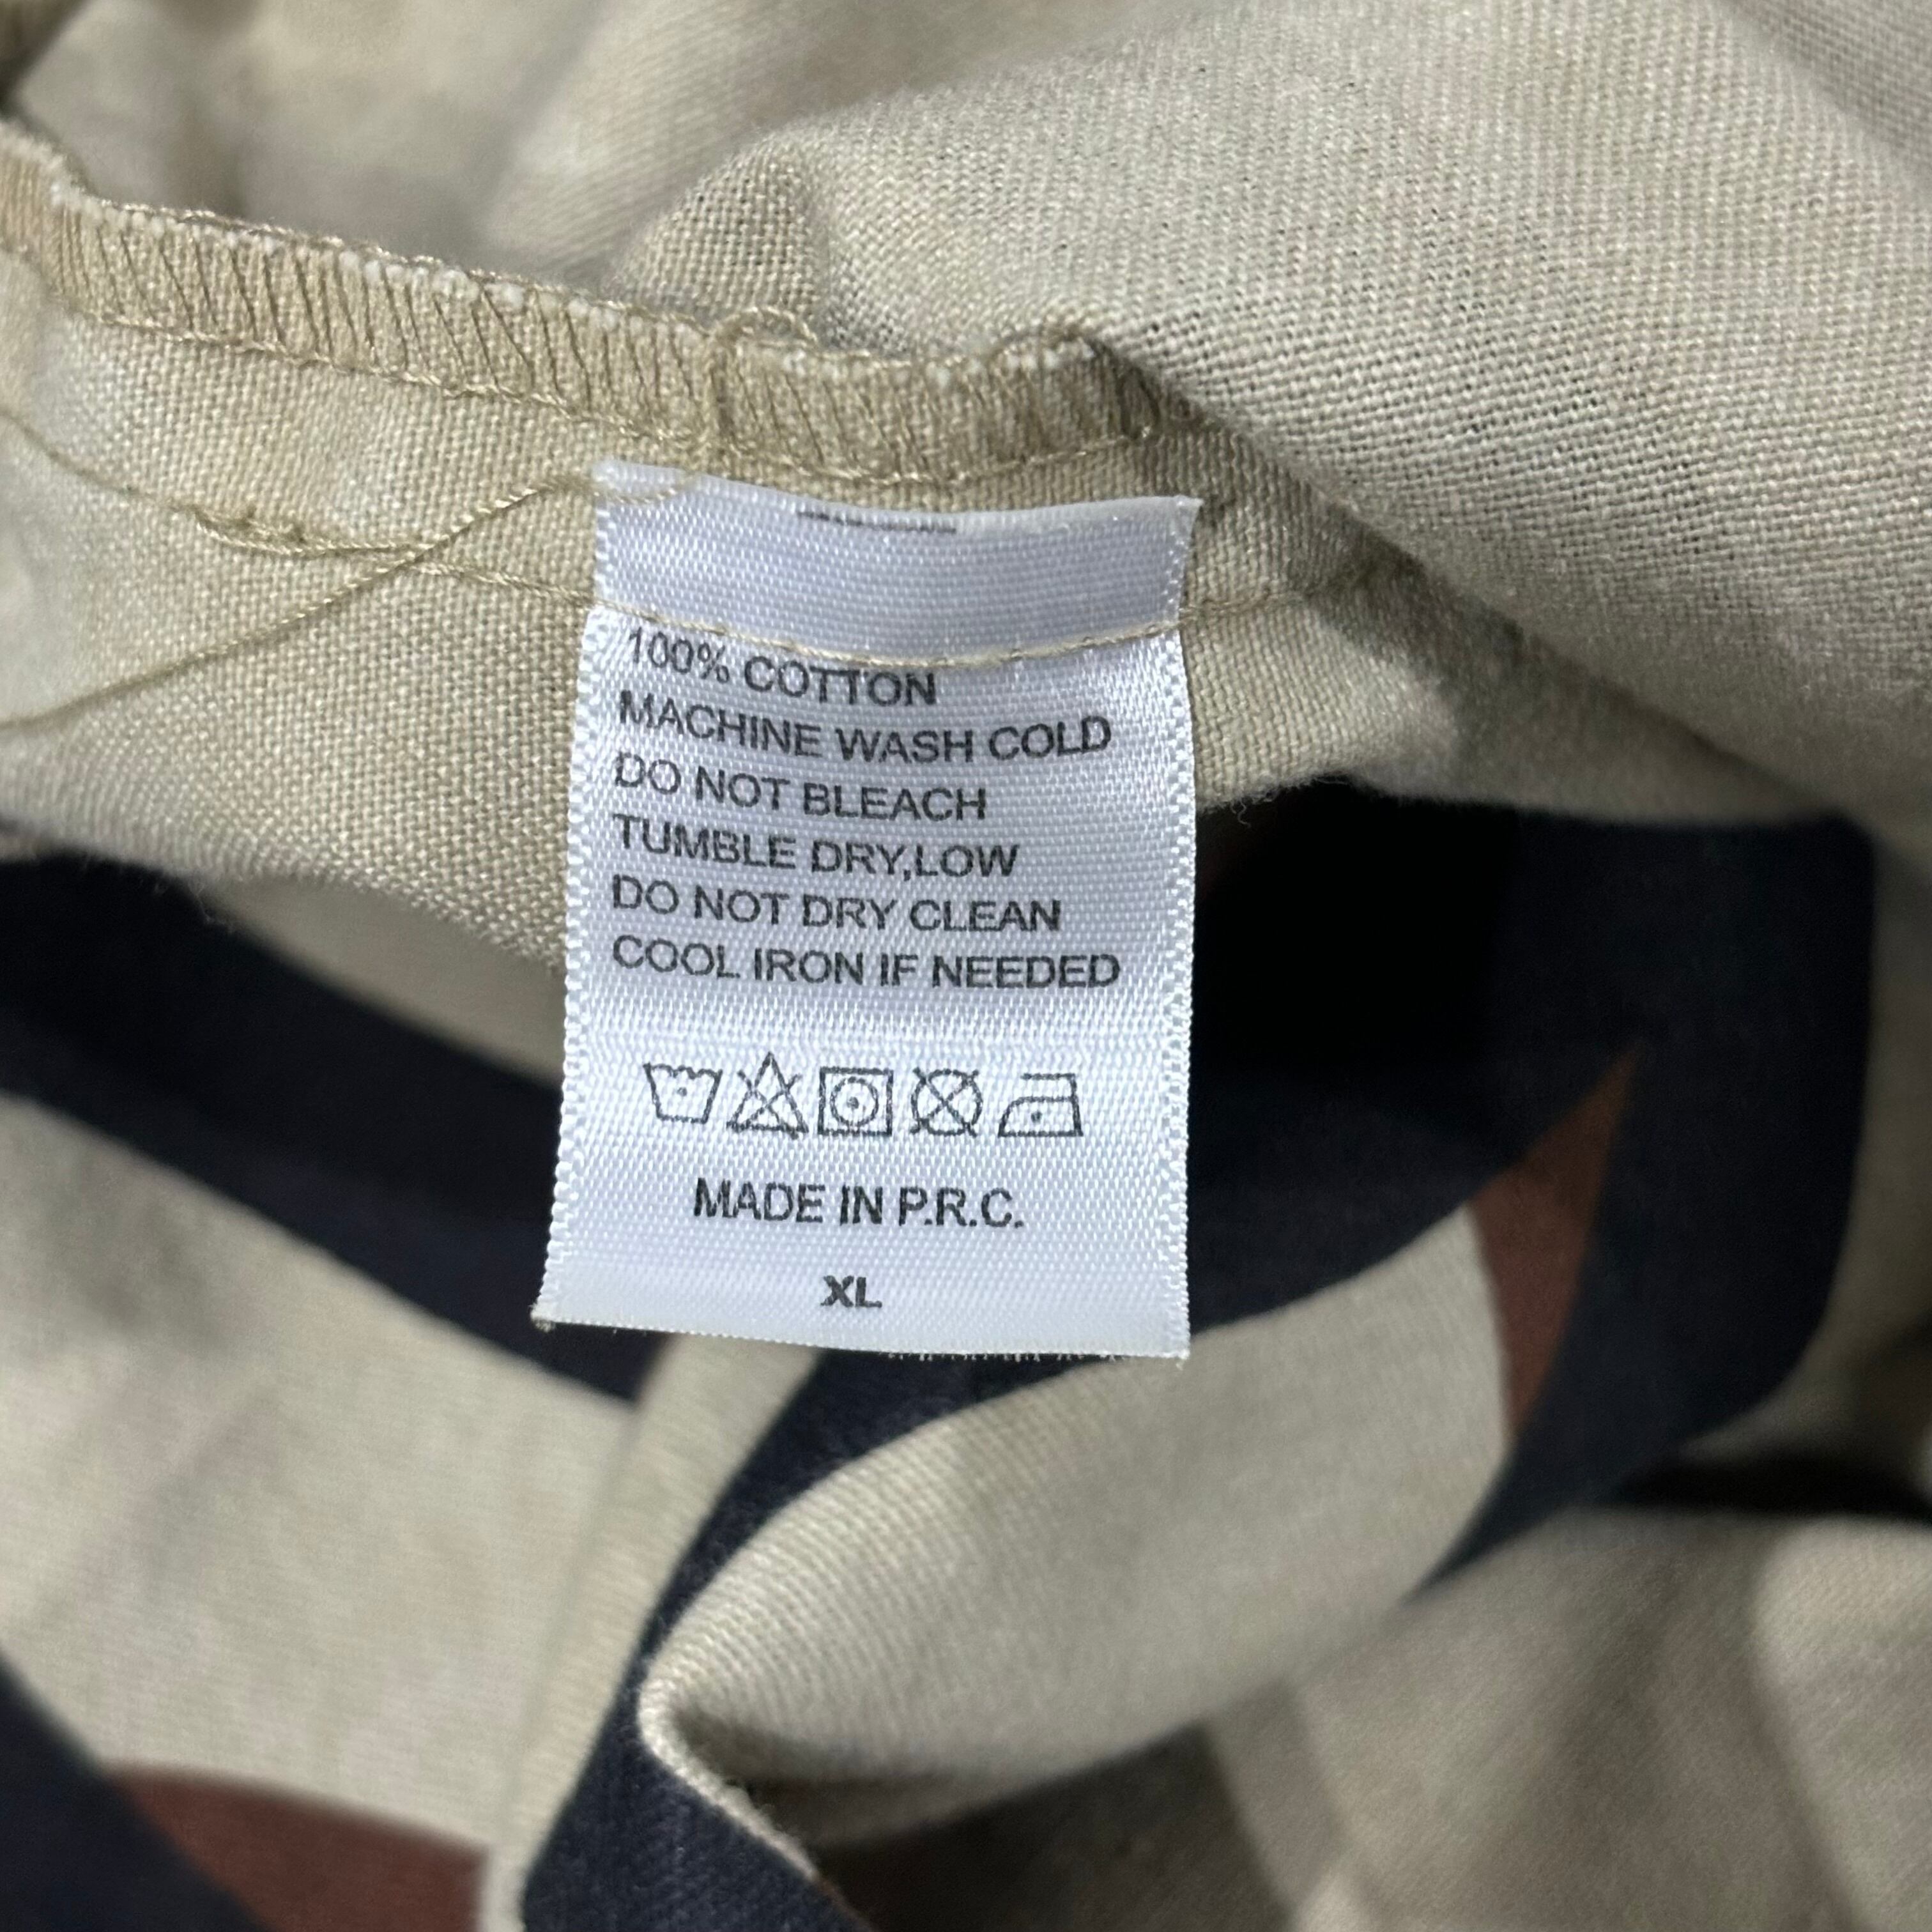 100% COTTON
MACHINE WASH COLD
DO NOT BLEACH
TUMBLE DRY,LOW
DO NOT DRY CLEAN
COOL IRON IF NEEDED
MADE IN P.R.C.
XL